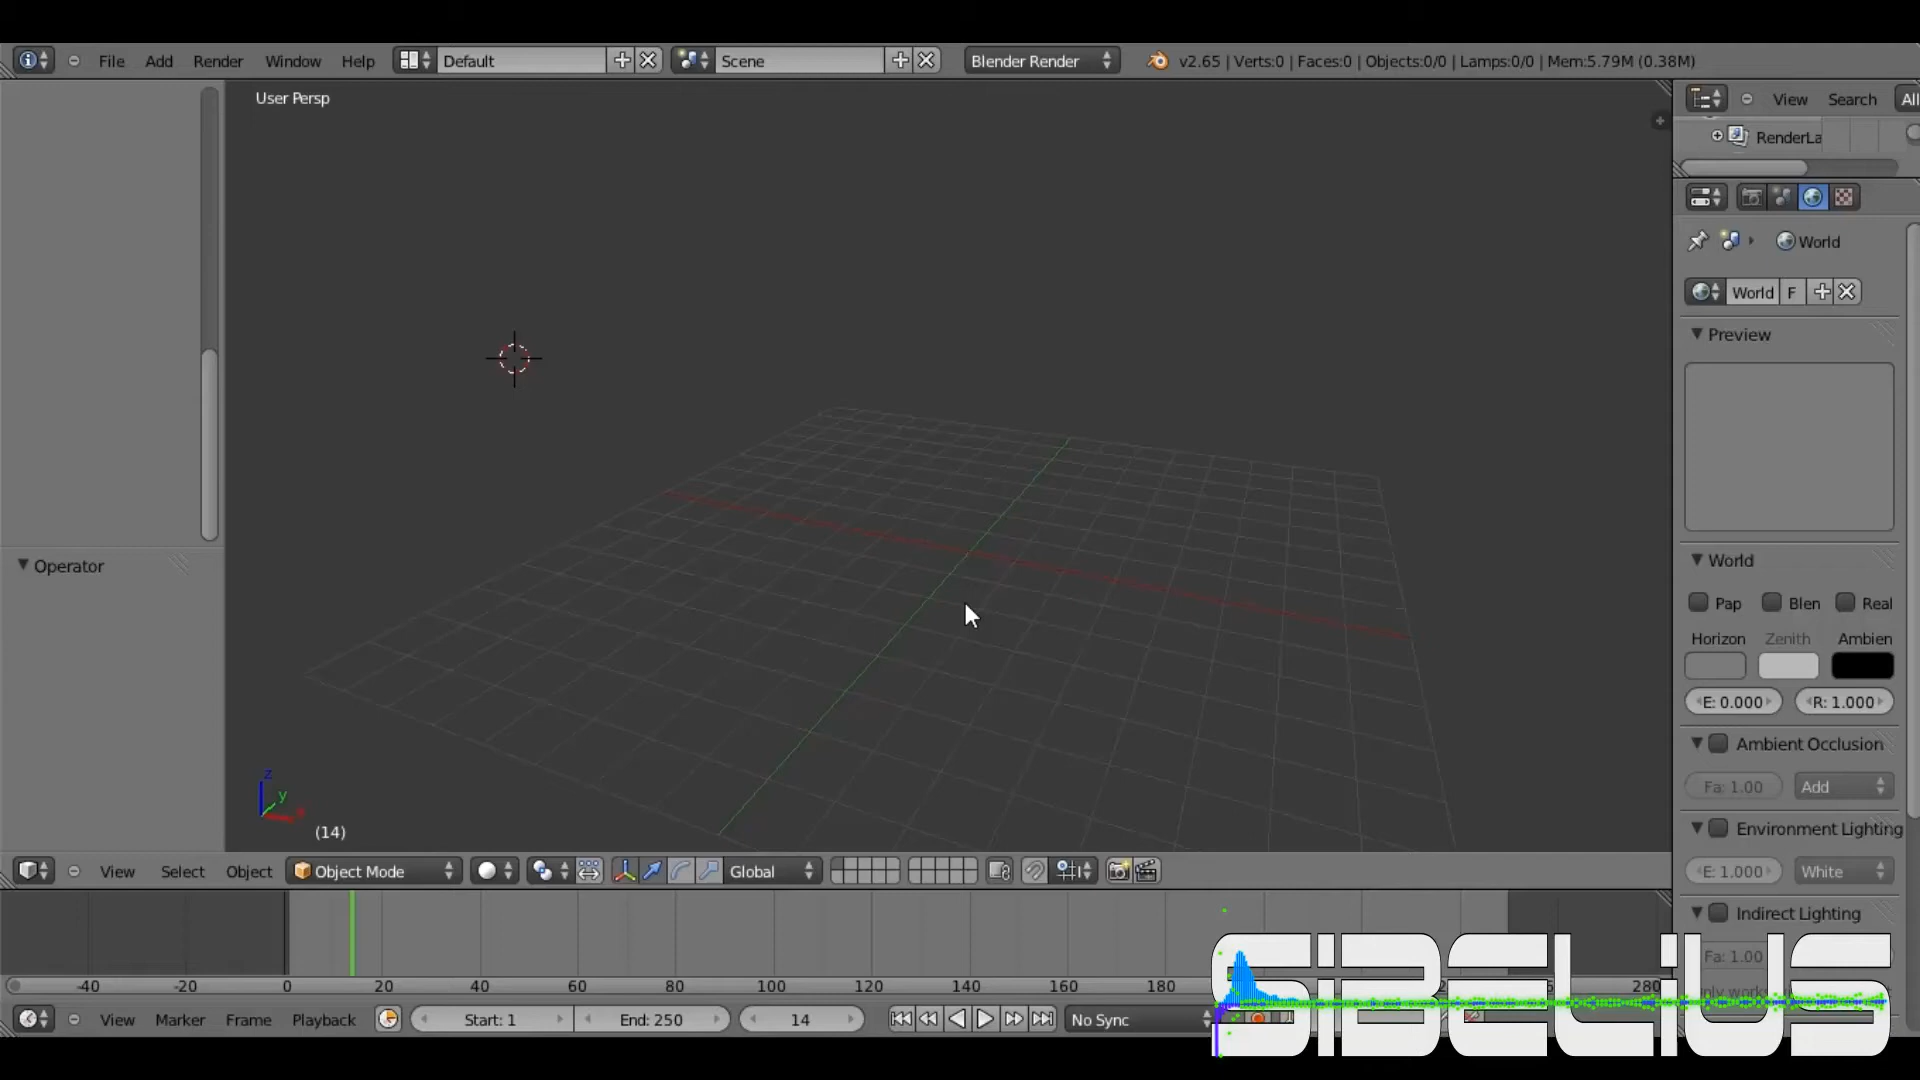 File Add Render Window Help Default Scene Blender Render v2.65 | Verts:0 | Faces:0 | Objects:0/0 | Lamps:0/0 | Mem:5.79M (0.38M)
User Persp
View Search All
RenderLa
World
World F
Preview
Operator
World
Pap Blen Real
Horizon Zenith Ambien
E: 0.000 R: 1.000
Ambient Occlusion
Fa: 1.00 Add
z
y
x
(14)
Environment Lighting
E: 1.000 White
View Select Object Object Mode Global
Indirect Lighting
Fa: 1.00
SIBELIUS
-40 -20 0 20 40 60 80 100 120 140 160 180 280
View Marker Frame Playback Start: 1 End: 250 14 No Sync